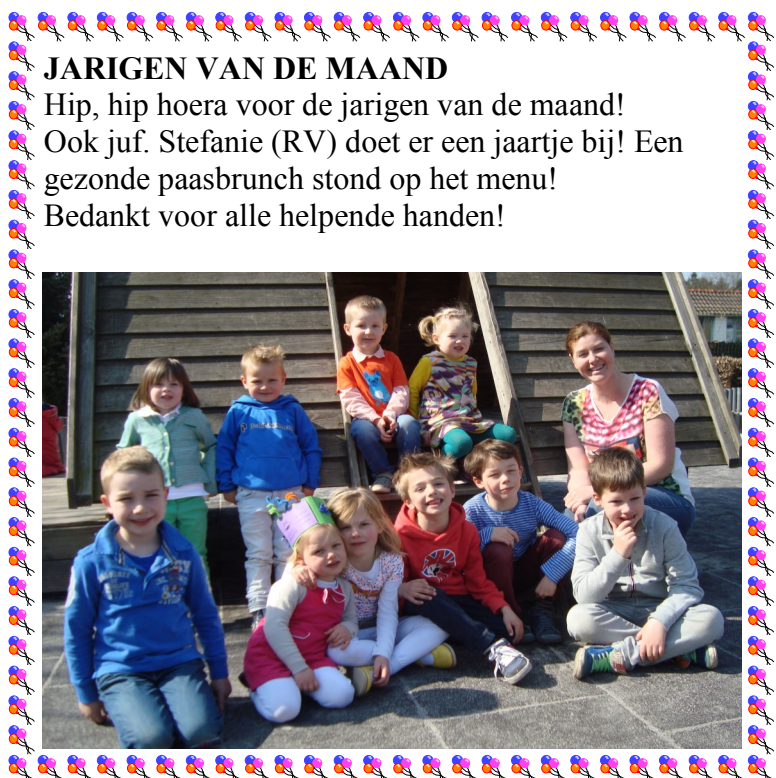 JARIGEN VAN DE MAAND
Hip, hip hoera voor de jarigen van de maand!
Ook juf. Stefanie (RV) doet er een jaartje bij! Een
gezonde paasbrunch stond op het menu!
Bedankt voor alle helpende handen!